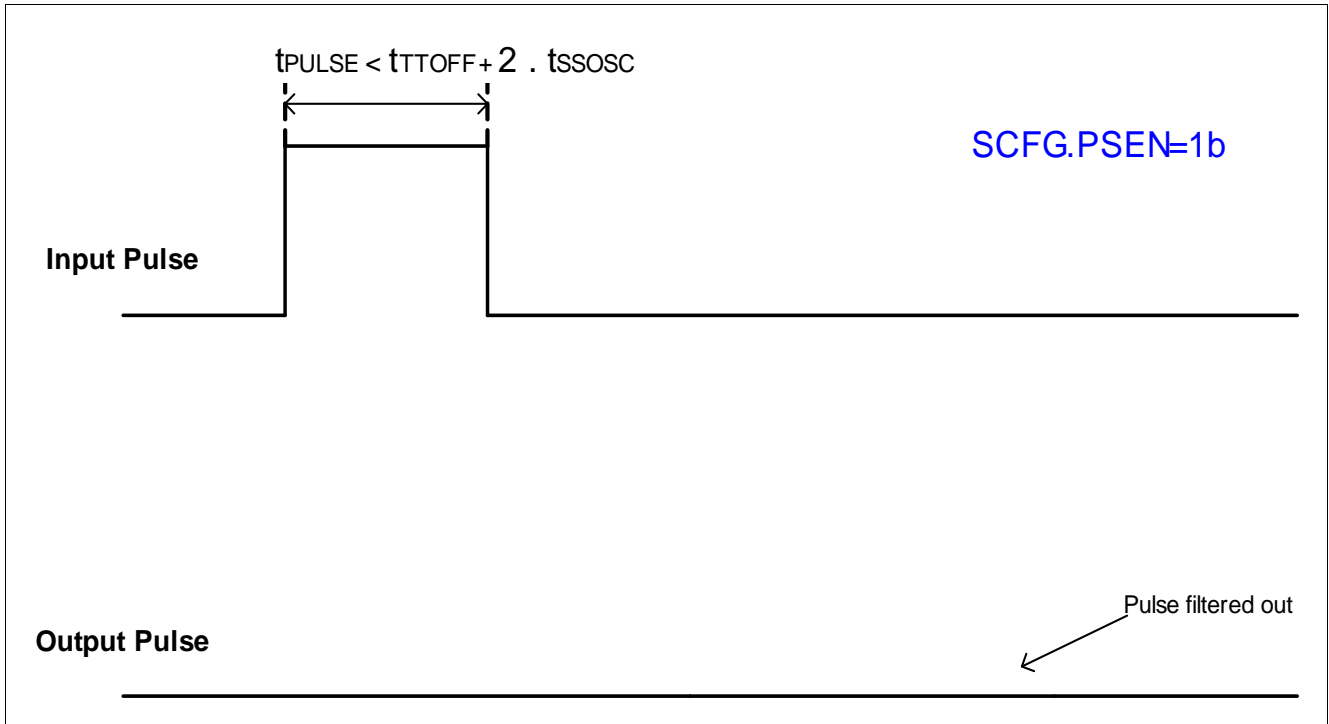 tPULSE < tTTOFF + 2 . tSSOSC
SCFG.PSEN=1b
Input Pulse
Pulse filtered out
Output Pulse